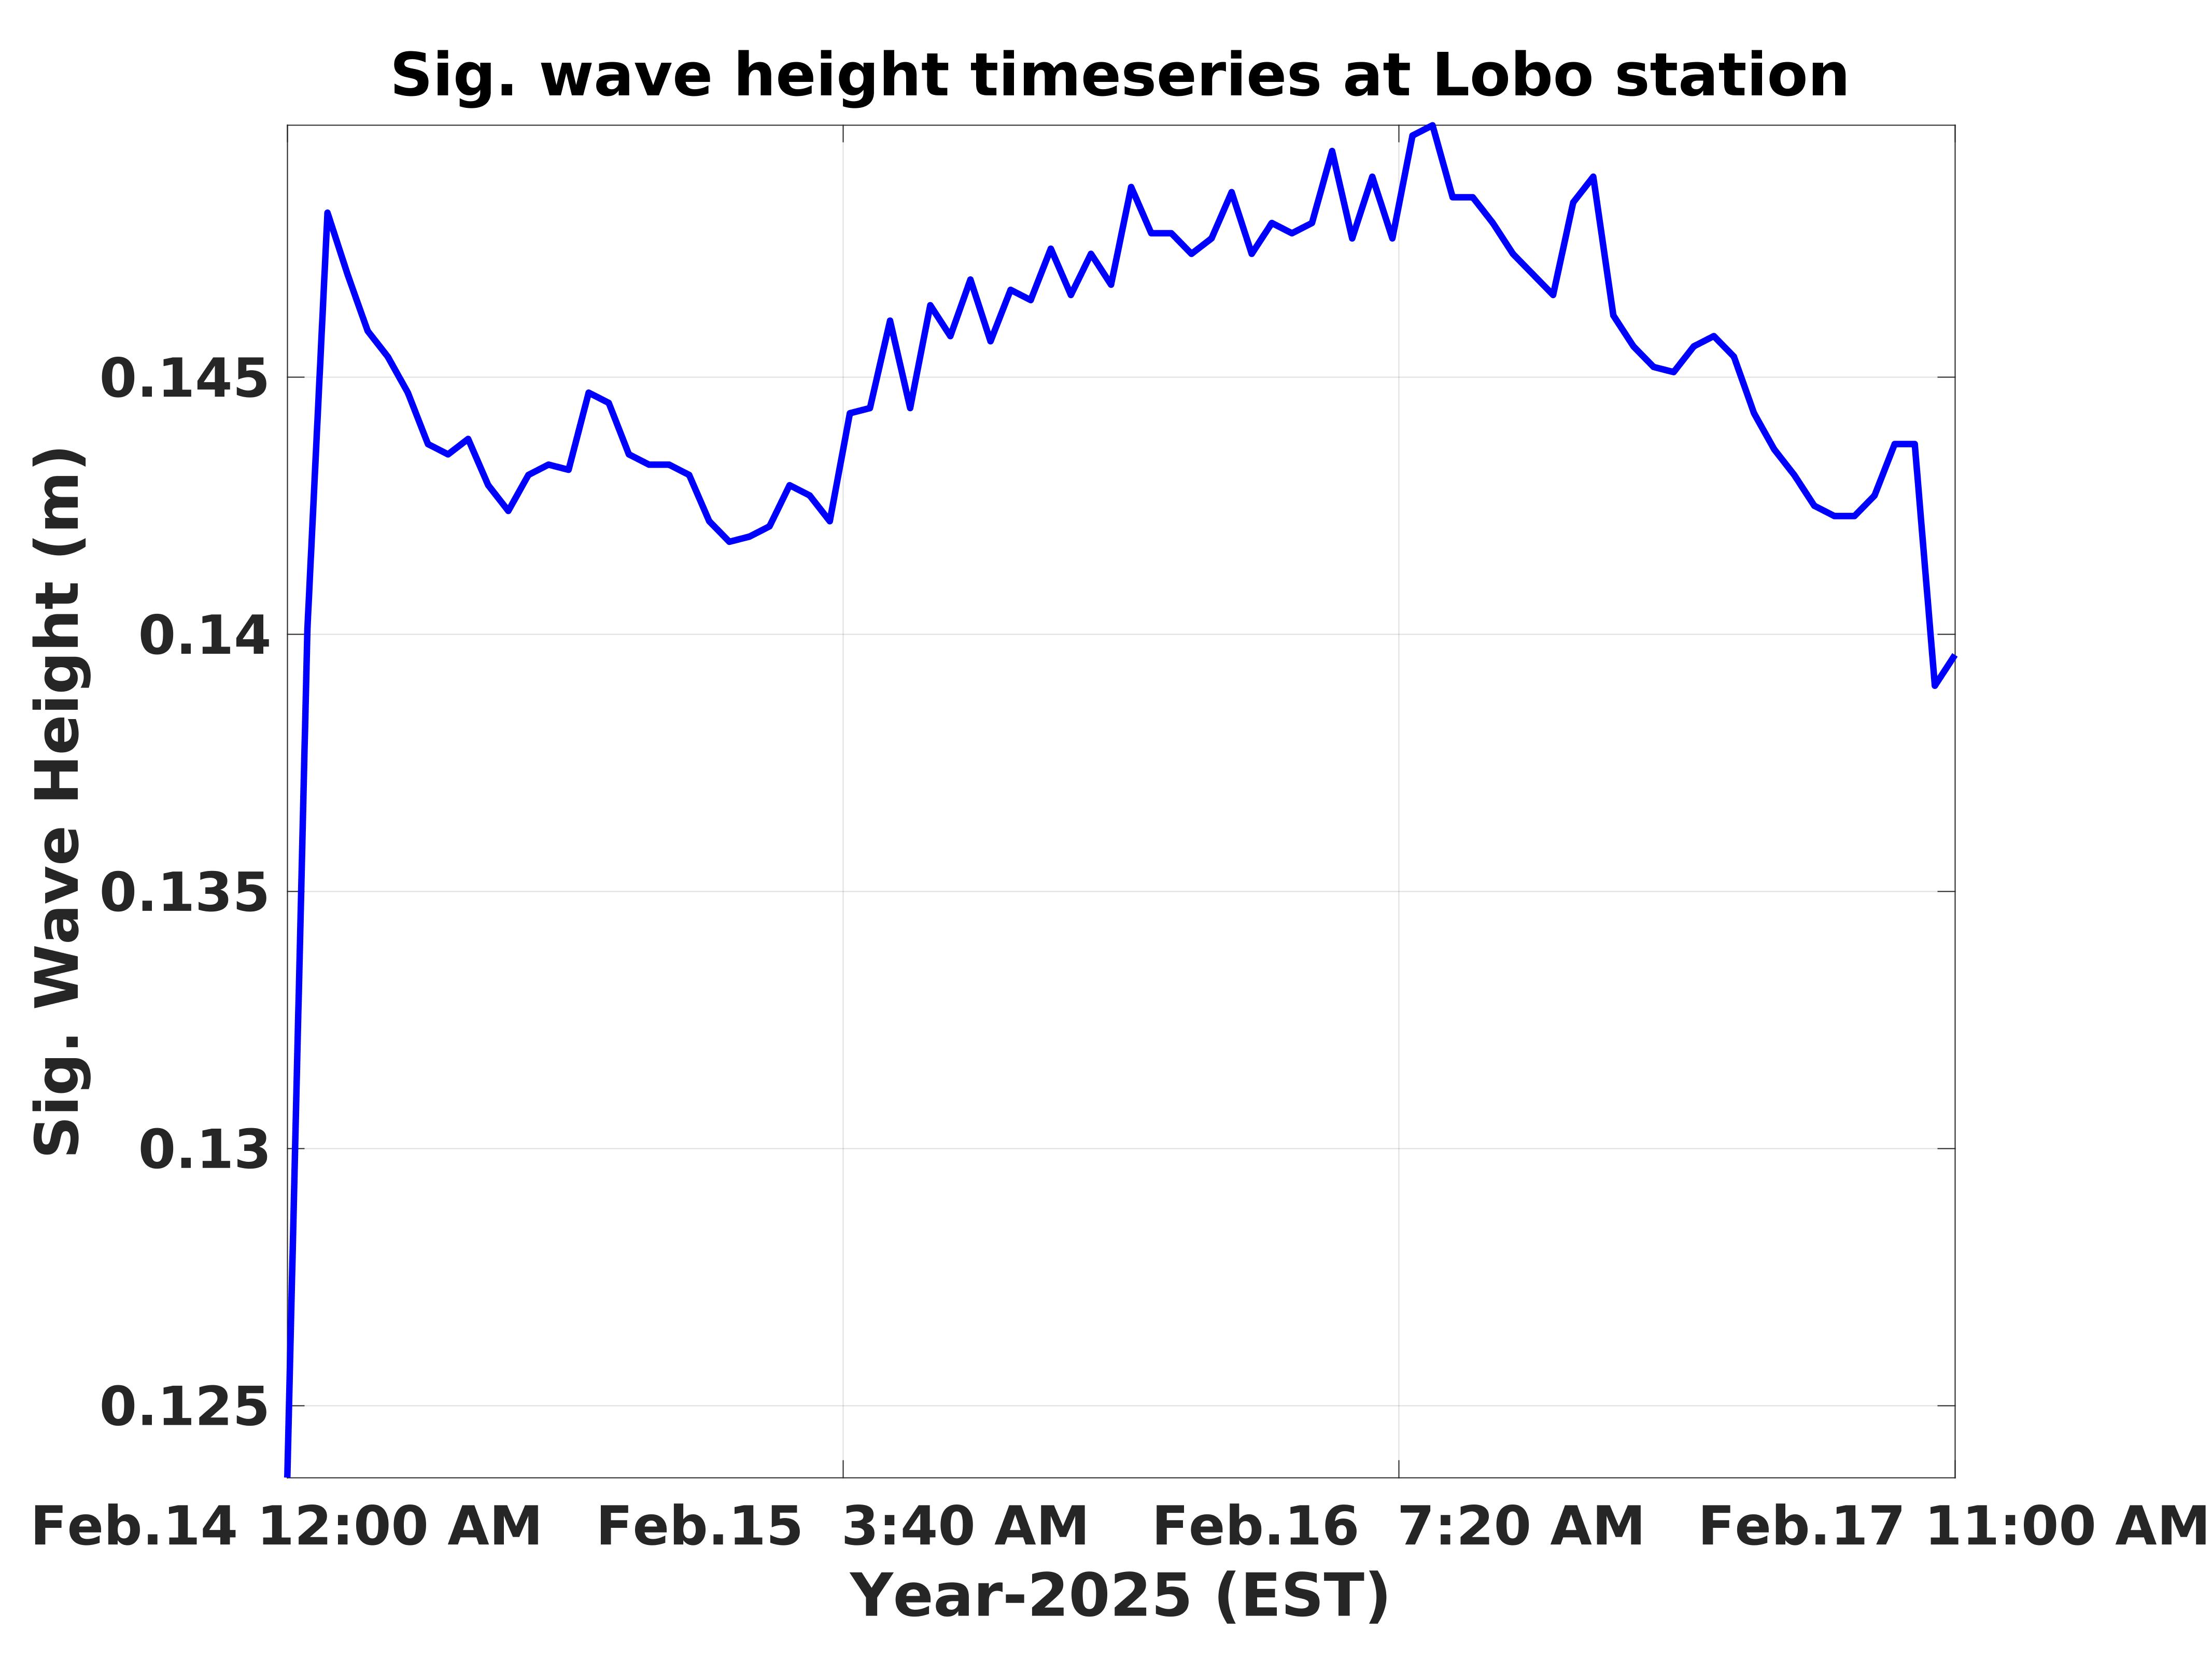 Sig. wave height timeseries at Lobo station
Sig. Wave Height (m)
0.145
0.14
0.135
0.13
0.125
Feb.14 12:00 AM Feb.15 3:40 AM Feb.16 7:20 AM Feb.17 11:00 AM
Year-2025 (EST)